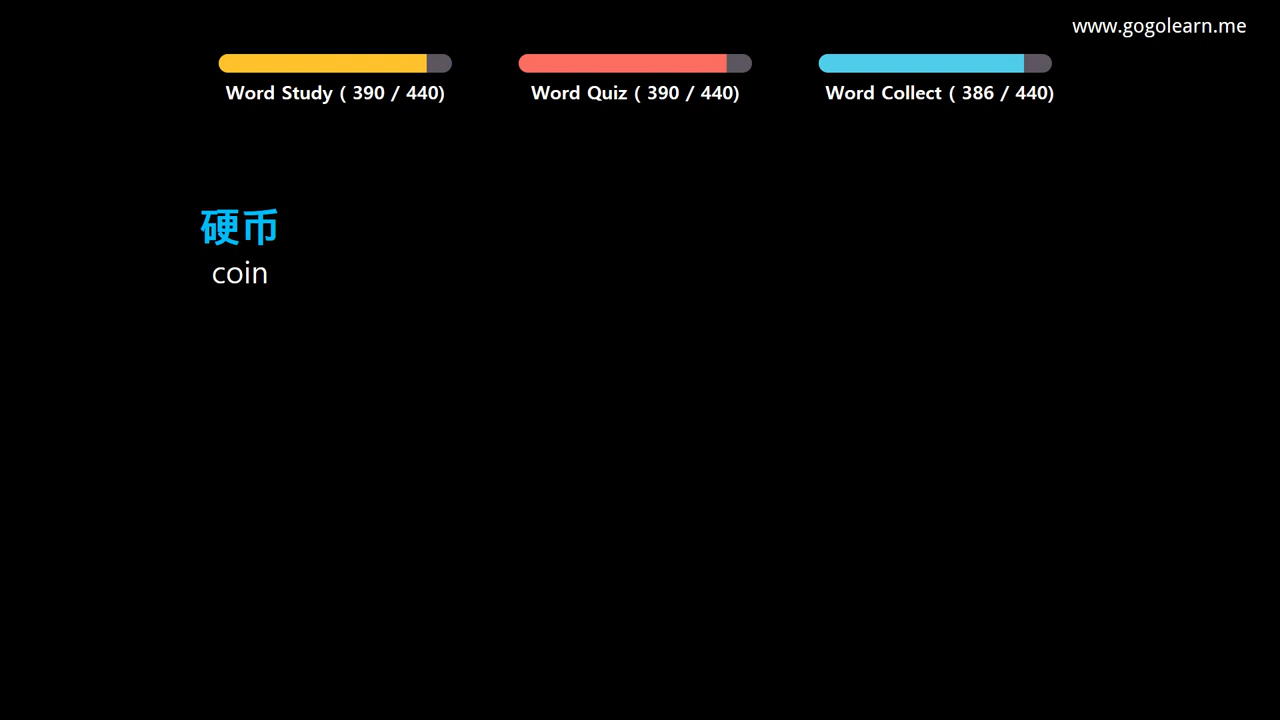 www.gogolearn.me
Word Study ( 390 / 440)
Word Quiz ( 390 / 440)
Word Collect ( 386 / 440)
硬币
coin